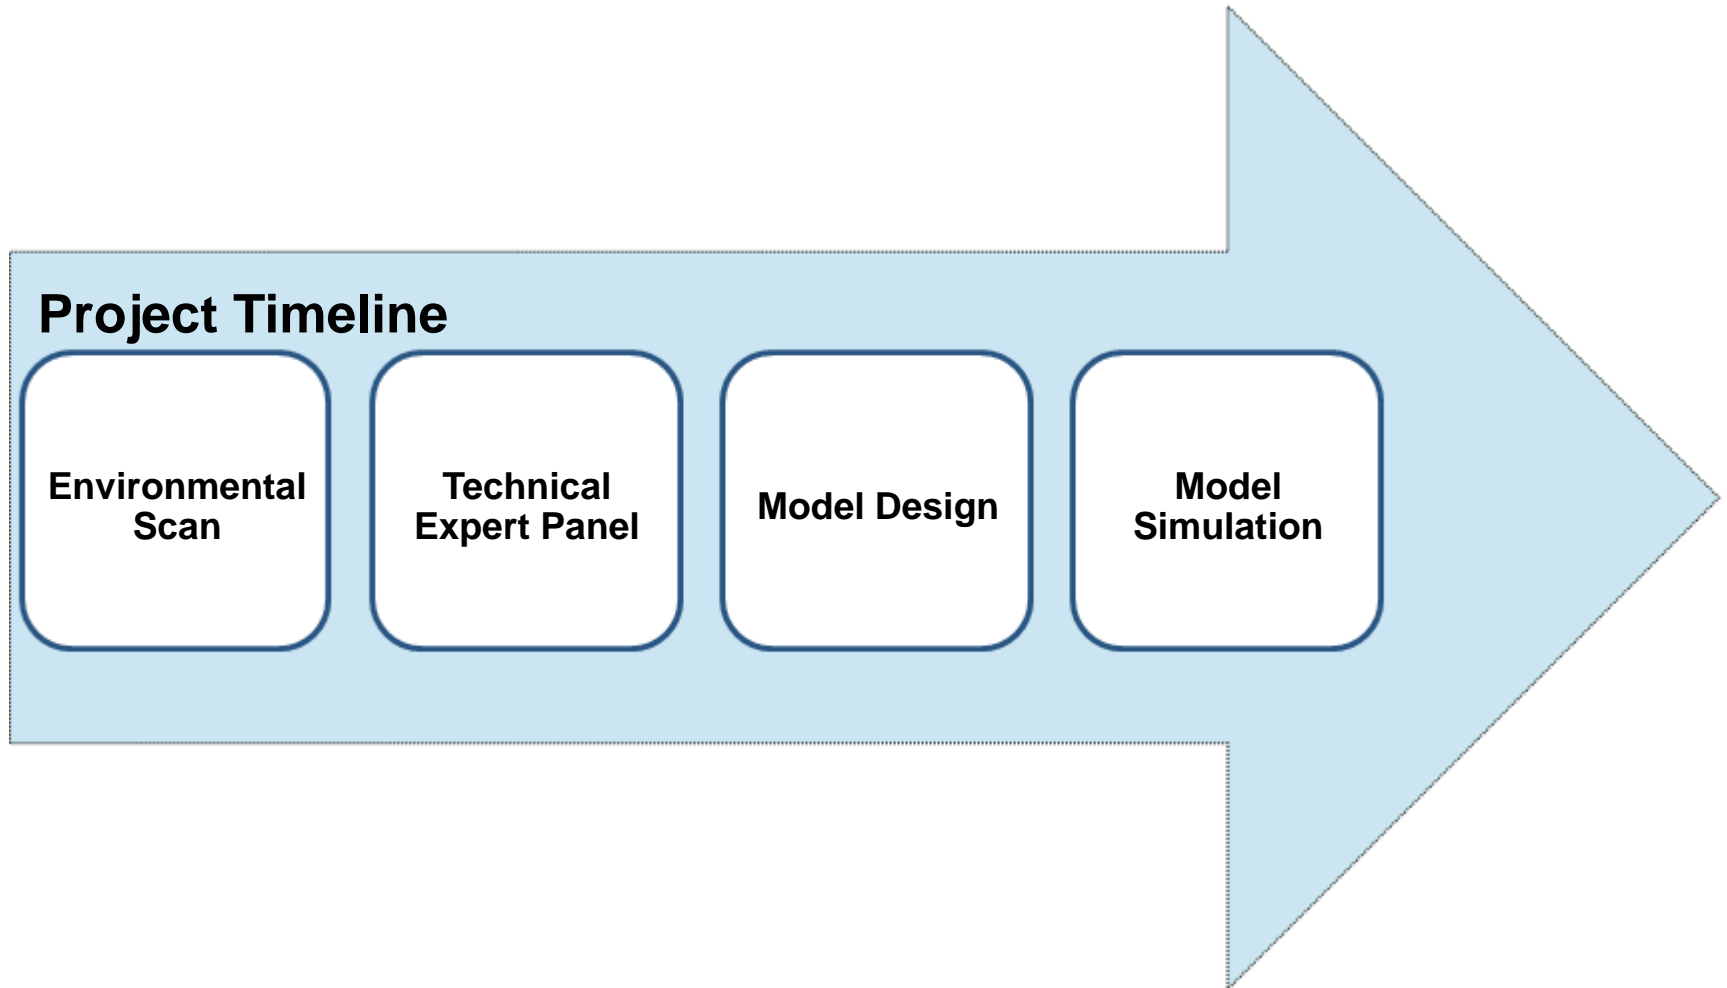 Project Timeline
Environmental
Scan
Technical
Expert Panel
Model Design
Model
Simulation